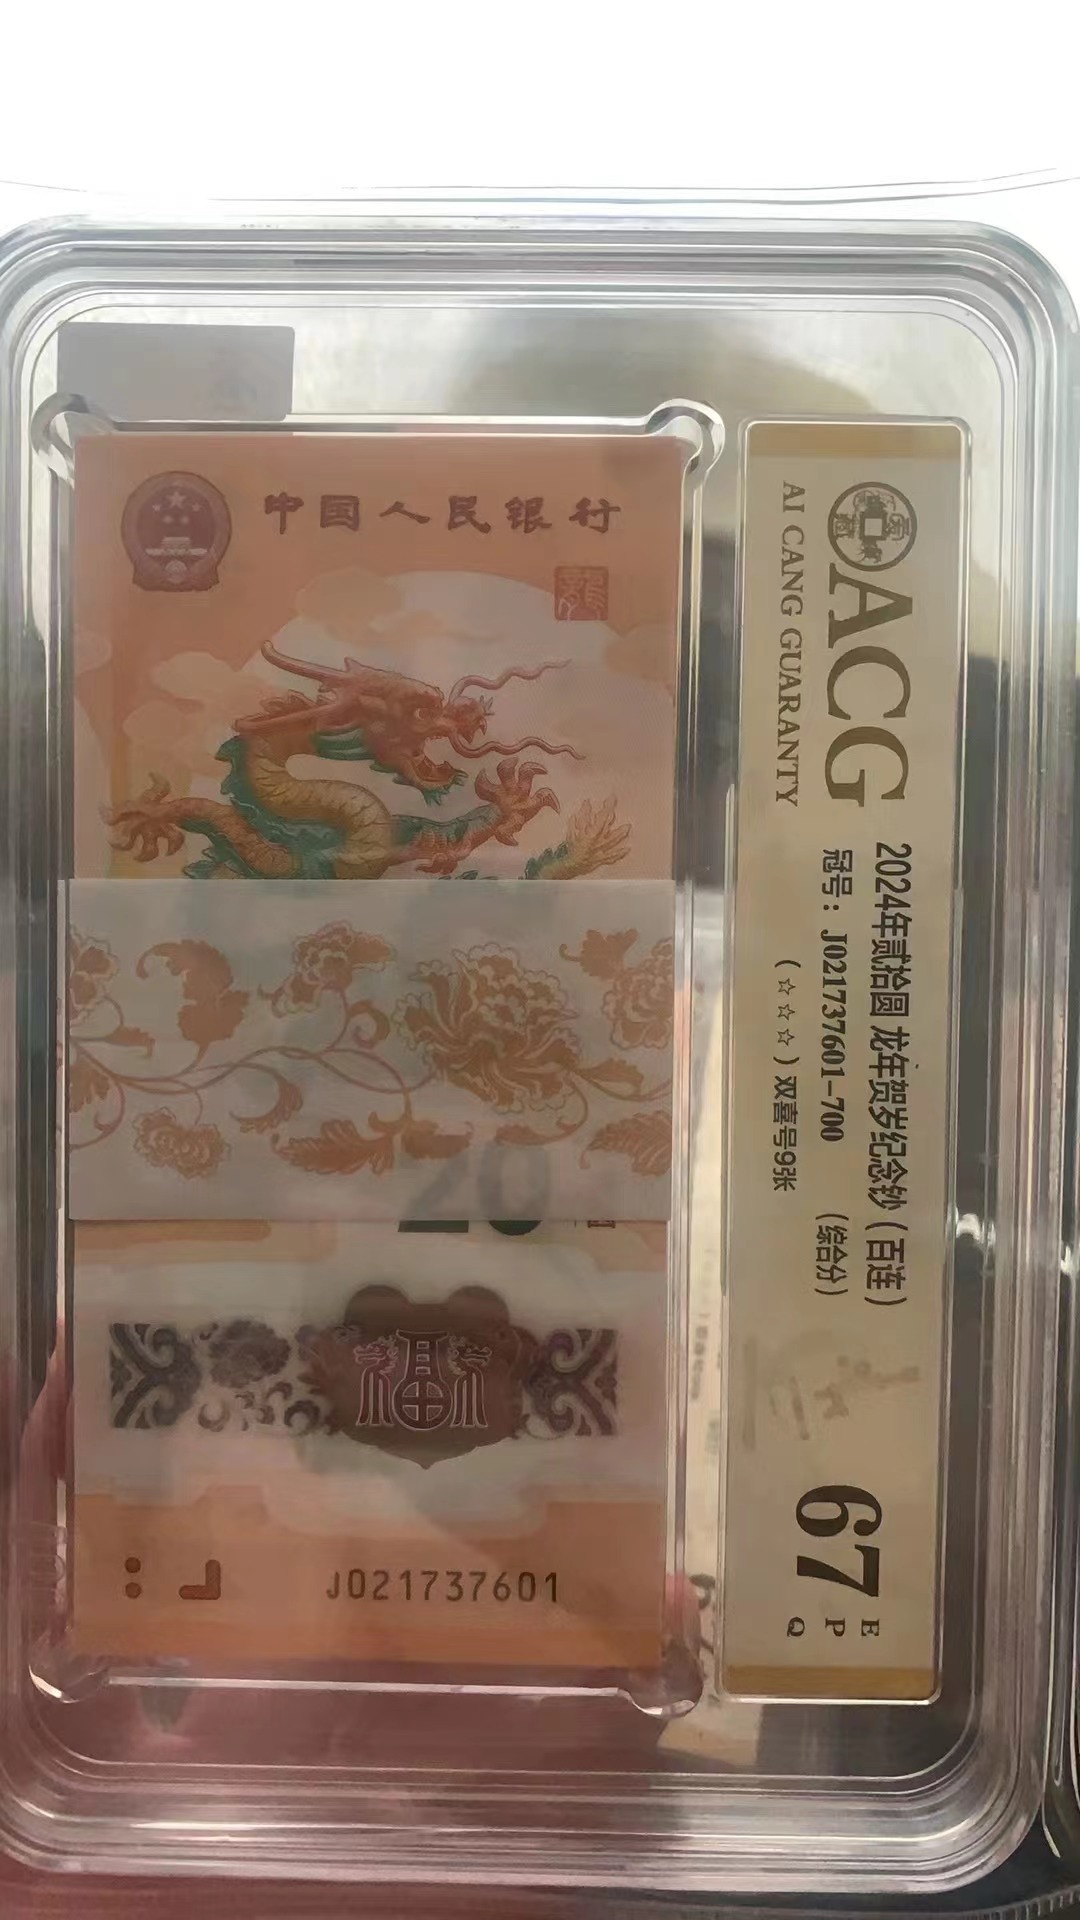 中国人民银行
龍
20
福
J021737601
ACG
AI CANG GUARANTY
2024年贰拾圆 龙年贺岁纪念钞（百连）
冠号：J021737601-700 （综合分）
（☆☆☆）双喜号9张
67
E
P
Q